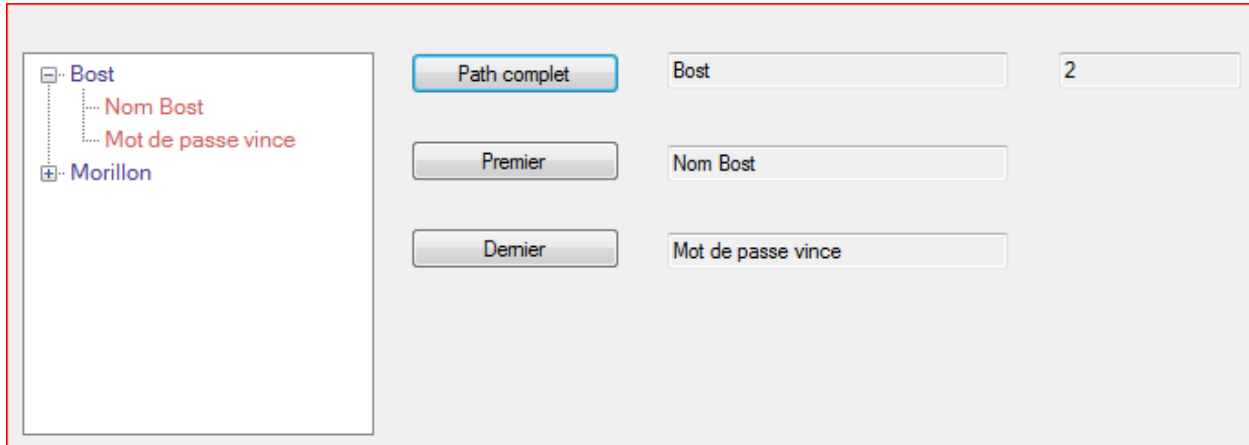 Bost
Nom Bost
Mot de passe vince
Morillon
Path complet
Bost
2
Premier
Nom Bost
Dernier
Mot de passe vince